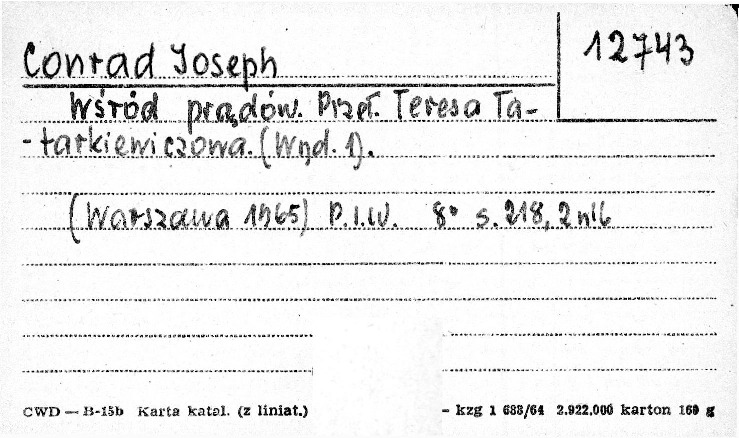 12743
Conrad Joseph
Wśród prądów. Przeł. Teresa Ta-
-tarkiewiczowa. (Wyd. 1).
(Warszawa 1965) P.I.W. 8° s. 218, 2 nlb
CWD — B-15b Karta katal. (z liniat.) - kzg 1 688/64 2.922.000 karton 160 g